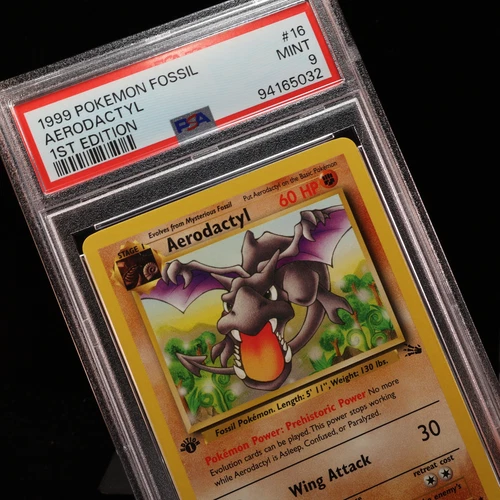 1999 POKEMON FOSSIL #16
AERODACTYL MINT
1ST EDITION 9
PSA 94165032
Evolves from Mysterious Fossil Put Aerodactyl on the Basic Pokémon
STAGE 1 Aerodactyl 60 HP
Fossil Pokémon. Length: 5' 11", Weight: 130 lbs.
Pokémon Power: Prehistoric Power No more
Evolution cards can be played. This power stops working
while Aerodactyl is Asleep, Confused, or Paralyzed.
Wing Attack 30
retreat cost
enemy's